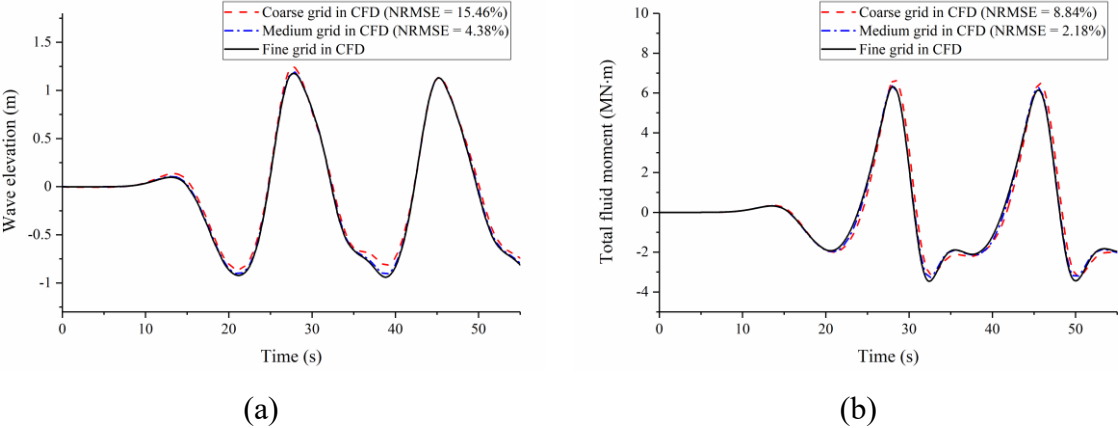 Coarse grid in CFD (NRMSE = 15.46%)
Medium grid in CFD (NRMSE = 4.38%)
Fine grid in CFD
1.5
1
0.5
0
-0.5
-1
Wave elevation (m)
0 10 20 30 40 50
Time (s)
(a)
Coarse grid in CFD (NRMSE = 8.84%)
Medium grid in CFD (NRMSE = 2.18%)
Fine grid in CFD
10
8
6
4
2
0
-2
-4
Total fluid moment (MN·m)
0 10 20 30 40 50
Time (s)
(b)